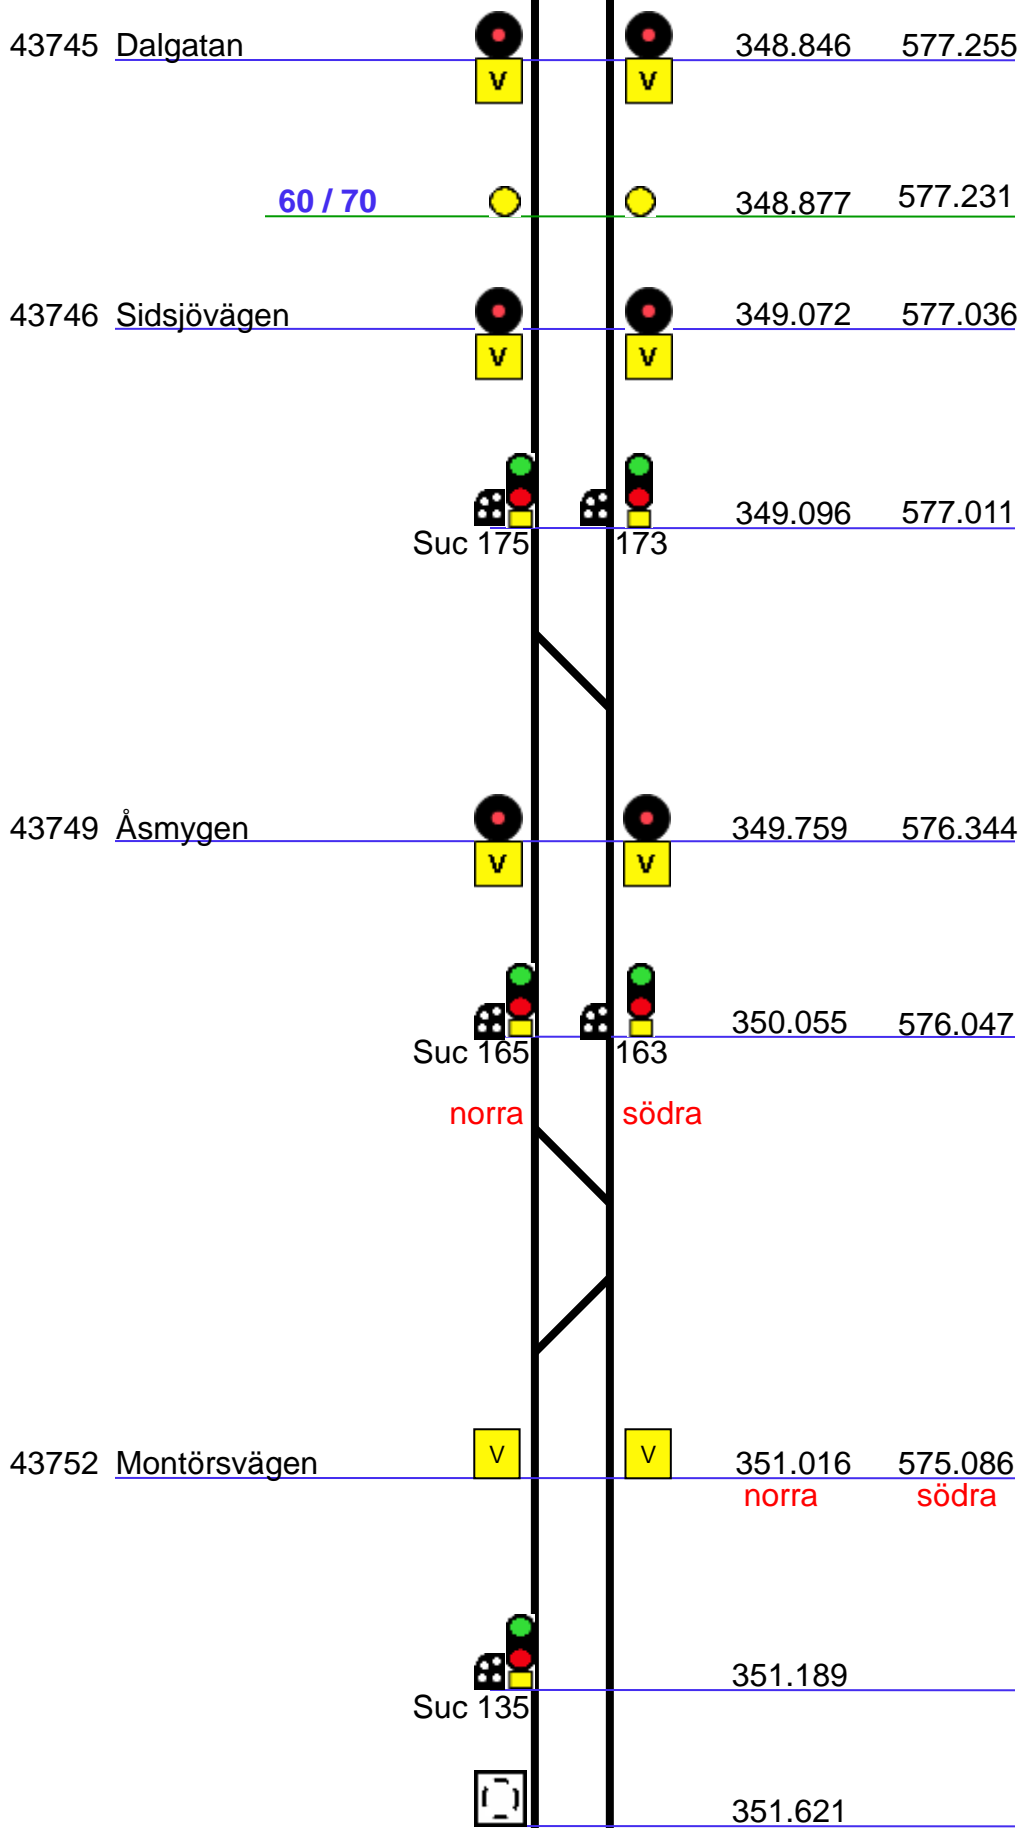 43745 Dalgatan 348.846 577.255
V V
60 / 70 348.877 577.231
43746 Sidsjövägen 349.072 577.036
V V
349.096 577.011
Suc 175 173
43749 Åsmygen 349.759 576.344
V V
350.055 576.047
Suc 165 163
norra södra
43752 Montörsvägen V V 351.016 575.086
norra södra
351.189
Suc 135
351.621